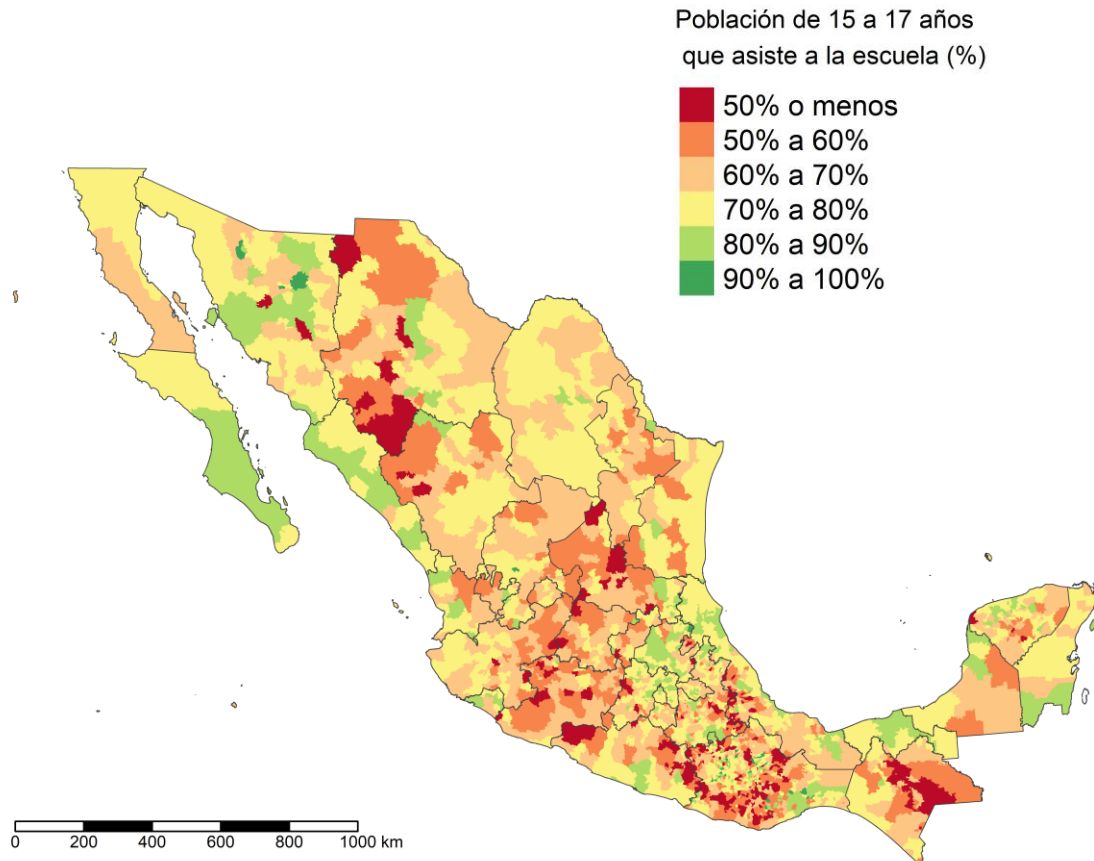 Población de 15 a 17 años
que asiste a la escuela (%)
50% o menos
50% a 60%
60% a 70%
70% a 80%
80% a 90%
90% a 100%
0 200 400 600 800 1000 km